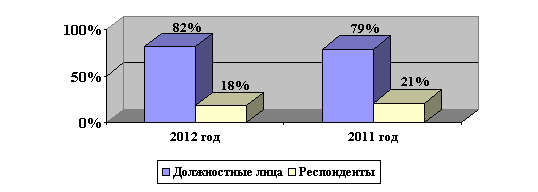 100%
50%
0%
82%
18%
79%
21%
2012 год
2011 год
Должностные лица
Респонденты